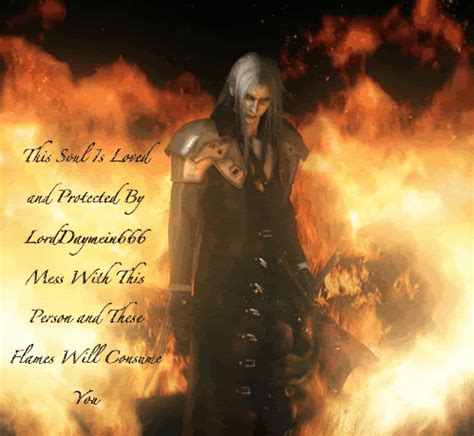 This Soul Is Loved
and Protected By
LordDaymein666
Mess With This
Person and These
Flames Will Consume
You